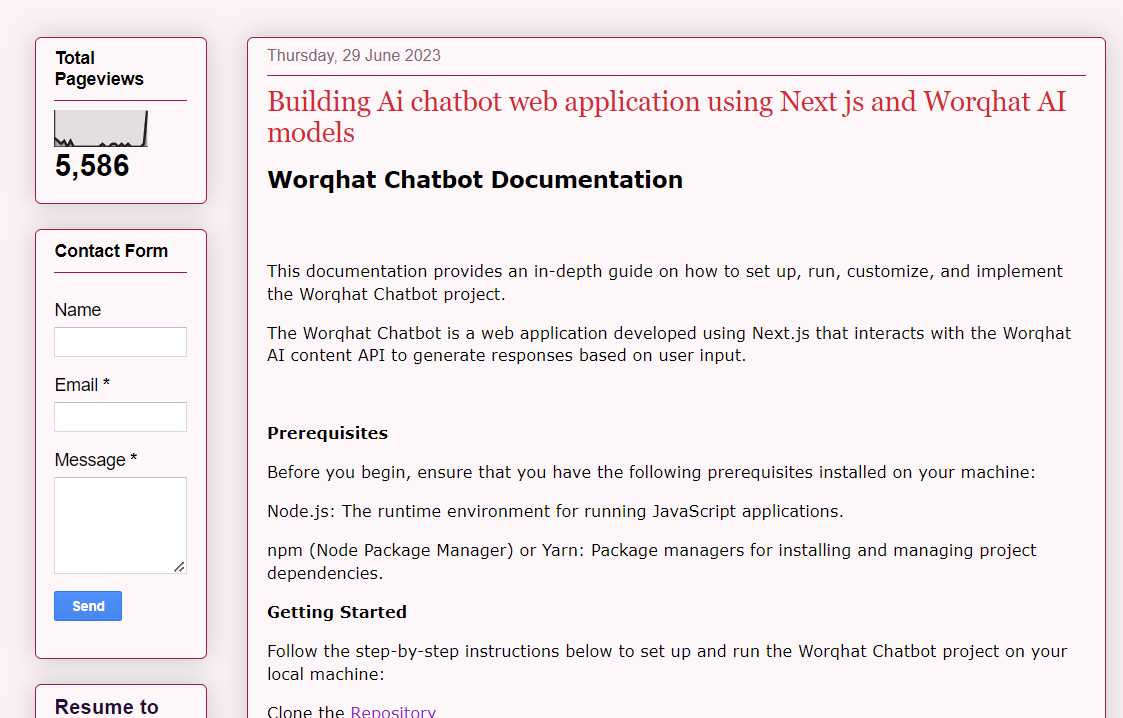 Total
Pageviews
5,586
Contact Form
Name
Email *
Message *
Send
Resume to
Thursday, 29 June 2023
Building Ai chatbot web application using Next js and Worqhat AI
models
Worqhat Chatbot Documentation
This documentation provides an in-depth guide on how to set up, run, customize, and implement
the Worqhat Chatbot project.
The Worqhat Chatbot is a web application developed using Next.js that interacts with the Worqhat
AI content API to generate responses based on user input.
Prerequisites
Before you begin, ensure that you have the following prerequisites installed on your machine:
Node.js: The runtime environment for running JavaScript applications.
npm (Node Package Manager) or Yarn: Package managers for installing and managing project
dependencies.
Getting Started
Follow the step-by-step instructions below to set up and run the Worqhat Chatbot project on your
local machine:
Clone the Repository